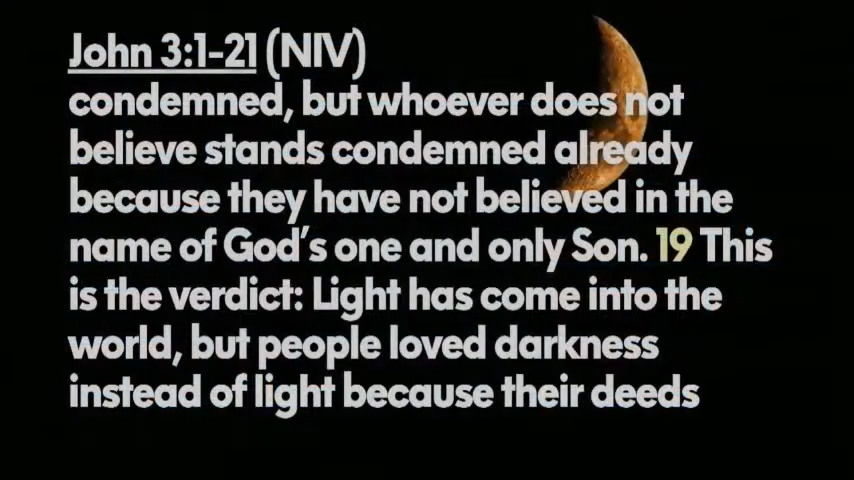 John 3:1-21 (NIV)
condemned, but whoever does not
believe stands condemned already
because they have not believed in the
name of God’s one and only Son. 19 This
is the verdict: Light has come into the
world, but people loved darkness
instead of light because their deeds